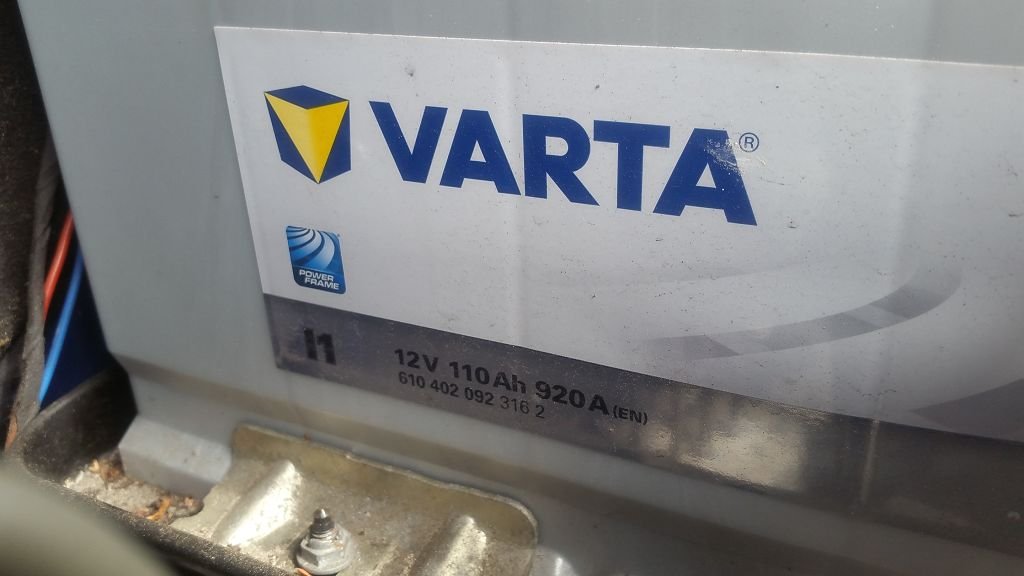 VARTA®
POWER
FRAME
I1
12V 110Ah 920A (EN)
610 402 092 316 2